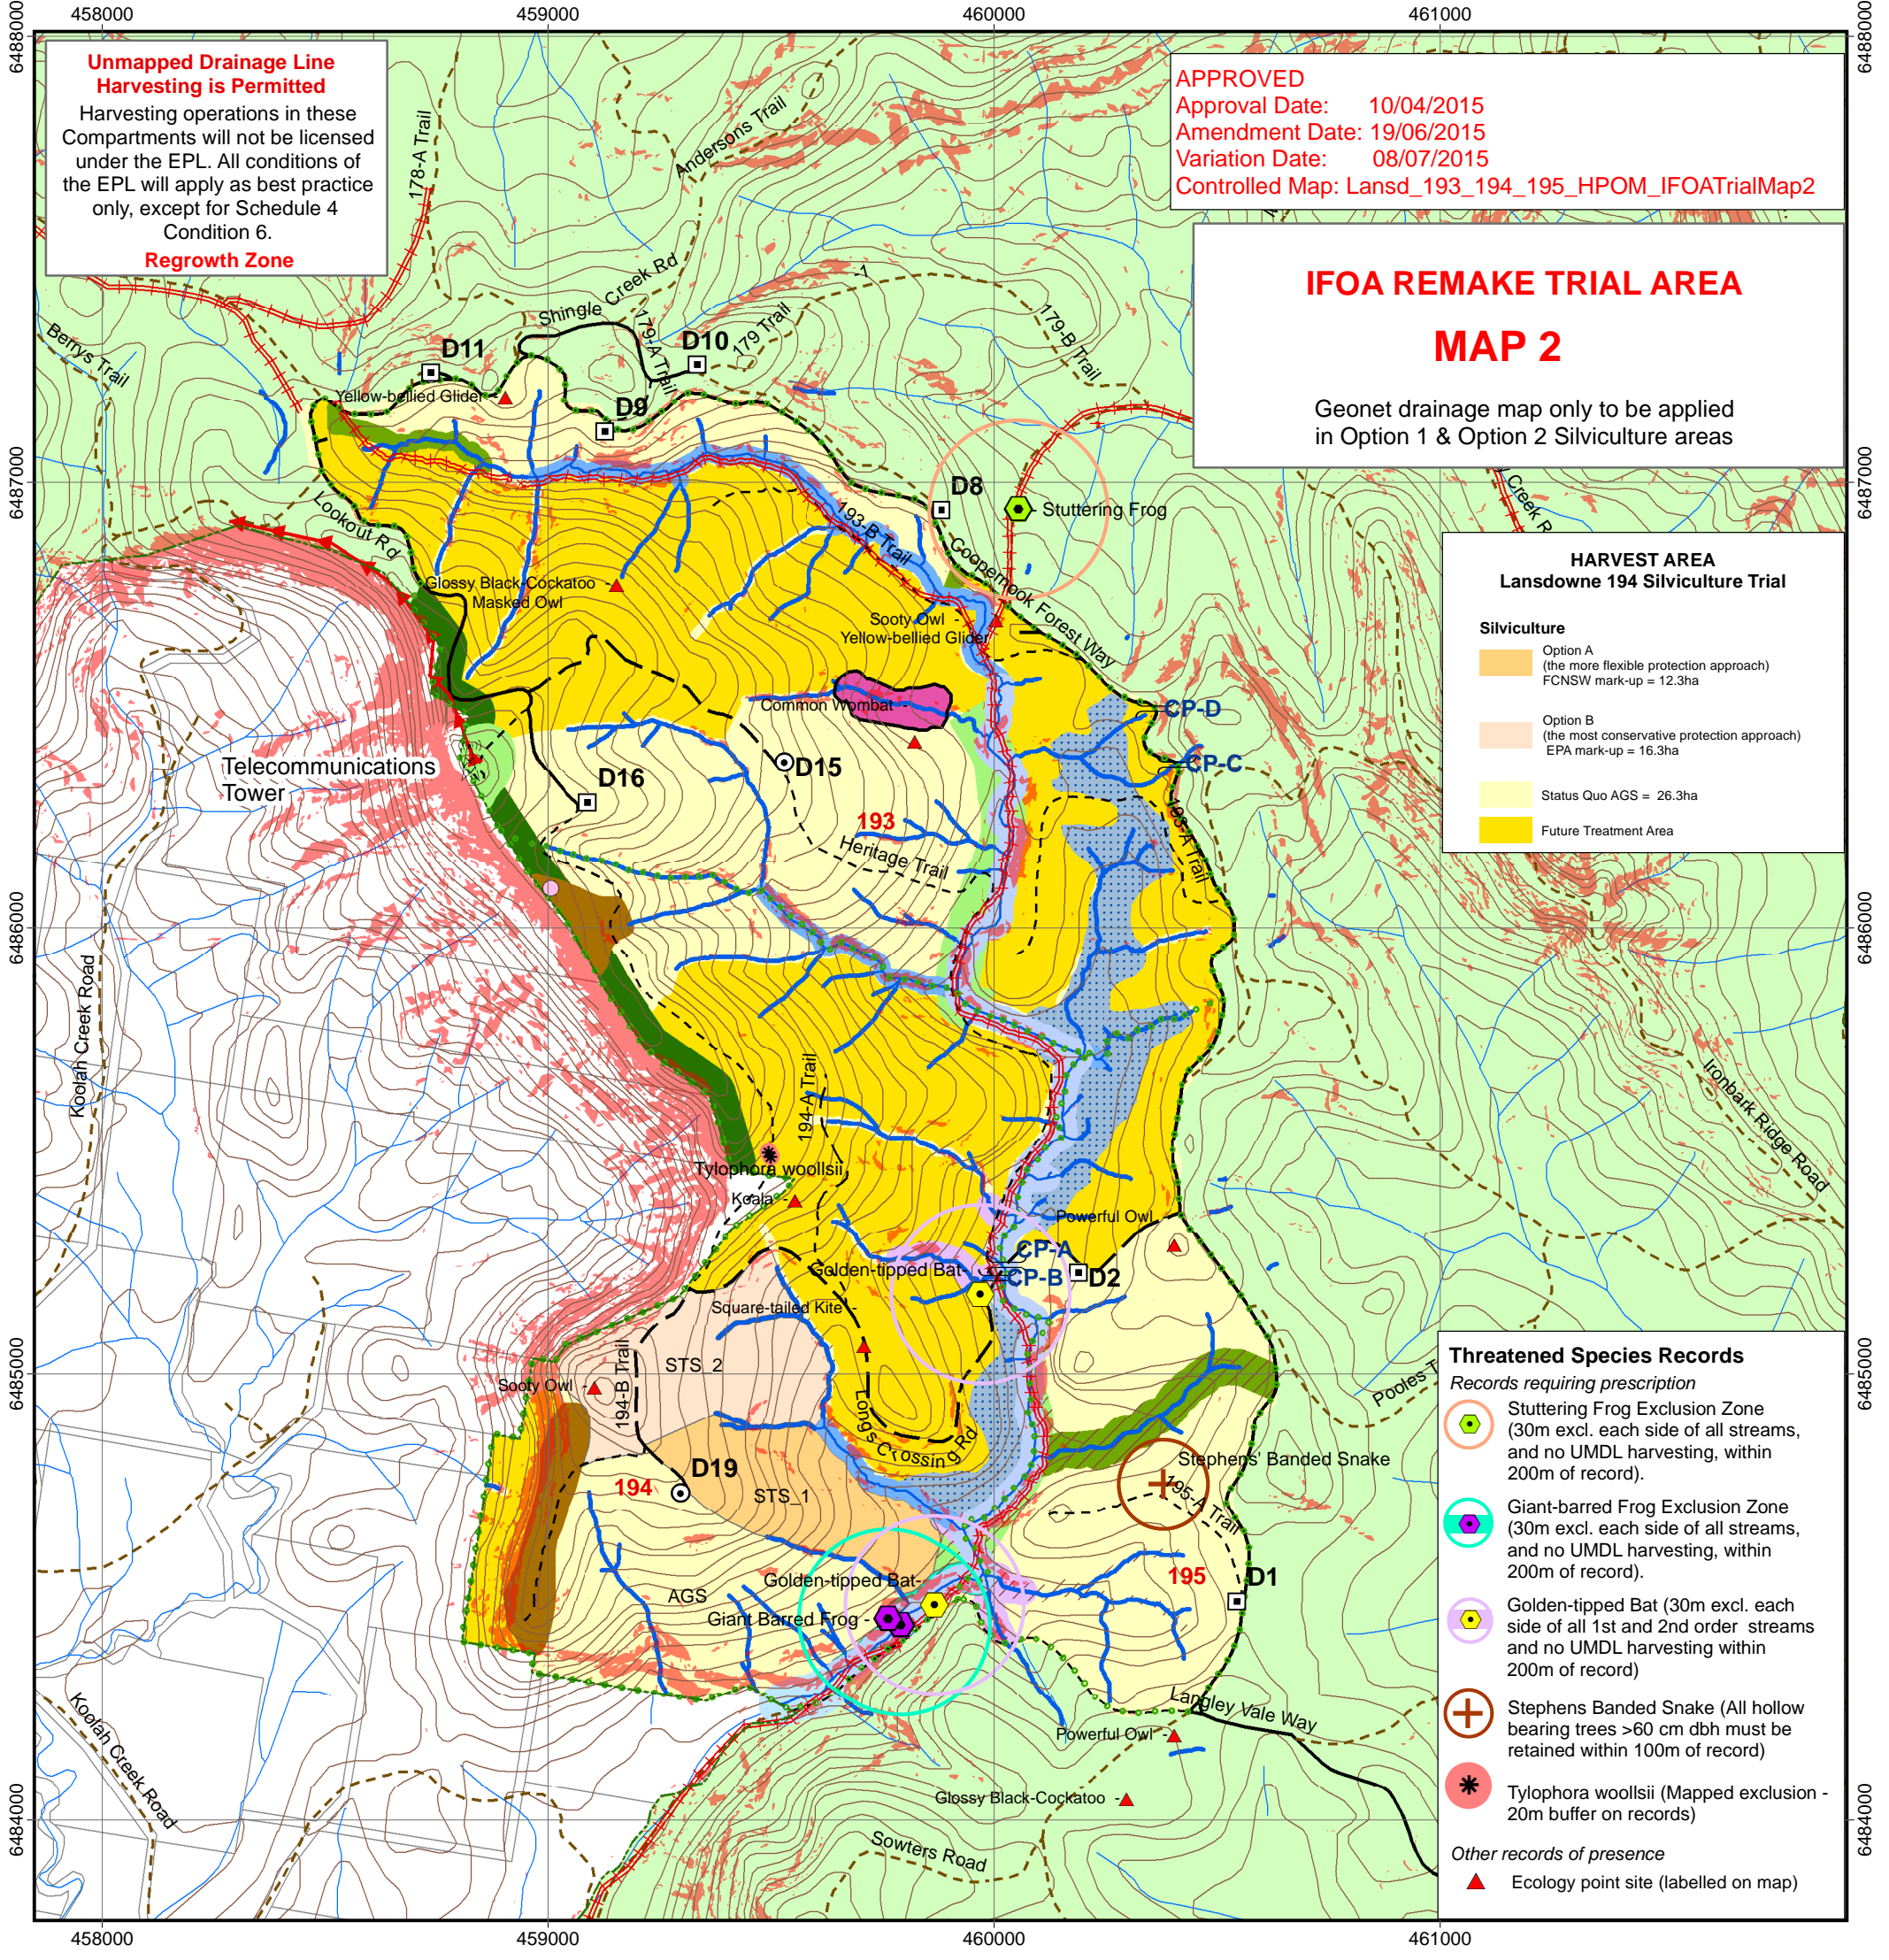 458000
459000
460000
461000
6488000
6488000
Unmapped Drainage Line
Harvesting is Permitted
Harvesting operations in these
Compartments will not be licensed
under the EPL. All conditions of
the EPL will apply as best practice
only, except for Schedule 4
Condition 6.
Regrowth Zone
178-A Trail
Andersons Trail
APPROVED
Approval Date: 10/04/2015
Amendment Date: 19/06/2015
Variation Date: 08/07/2015
Controlled Map: Lansd_193_194_195_HPOM_IFOATrialMap2
IFOA REMAKE TRIAL AREA
MAP 2
Geonet drainage map only to be applied
in Option 1 & Option 2 Silviculture areas
Berrys Trail
Shingle Creek Rd
179-A Trail
179 Trail
-1
179-B Trail
D11
D10
D9
D8
Yellow-bellied Glider -
6487000
6487000
Lookout Rd
193-B Trail
- Stuttering Frog
Coopernook Forest Way
Creek R
Glossy Black-Cockatoo -
Masked Owl
Sooty Owl -
Yellow-bellied Glider
HARVEST AREA
Lansdowne 194 Silviculture Trial
Silviculture
Option A
(the more flexible protection approach)
FCNSW mark-up = 12.3ha
Option B
(the most conservative protection approach)
EPA mark-up = 16.3ha
Status Quo AGS = 26.3ha
Future Treatment Area
Common Wombat -
CP-D
CP-C
Telecommunications
Tower
D16
D15
193
Heritage Trail
193-A Trail
6486000
6486000
Koolah Creek Road
194-A Trail
Ironbark Ridge Road
Tylophora woollsii
Koala -
Powerful Owl
CP-A
Golden-tipped Bat-
CP-B
D2
Square-tailed Kite -
STS_2
194-B Trail
Sooty Owl -
6485000
6485000
Pooles T
Longs Crossing Rd
D19
194
STS_1
Stephens' Banded Snake
195-A Trail
195
D1
Golden-tipped Bat-
AGS
Giant Barred Frog -
Langley Vale Way
Powerful Owl -
Glossy Black-Cockatoo -
Sowters Road
Koolah Creek Road
6484000
6484000
Threatened Species Records
Records requiring prescription
Stuttering Frog Exclusion Zone
(30m excl. each side of all streams,
and no UMDL harvesting, within
200m of record).
Giant-barred Frog Exclusion Zone
(30m excl. each side of all streams,
and no UMDL harvesting, within
200m of record).
Golden-tipped Bat (30m excl. each
side of all 1st and 2nd order streams
and no UMDL harvesting within
200m of record)
Stephens Banded Snake (All hollow
bearing trees >60 cm dbh must be
retained within 100m of record)
Tylophora woollsii (Mapped exclusion -
20m buffer on records)
Other records of presence
Ecology point site (labelled on map)
458000
459000
460000
461000